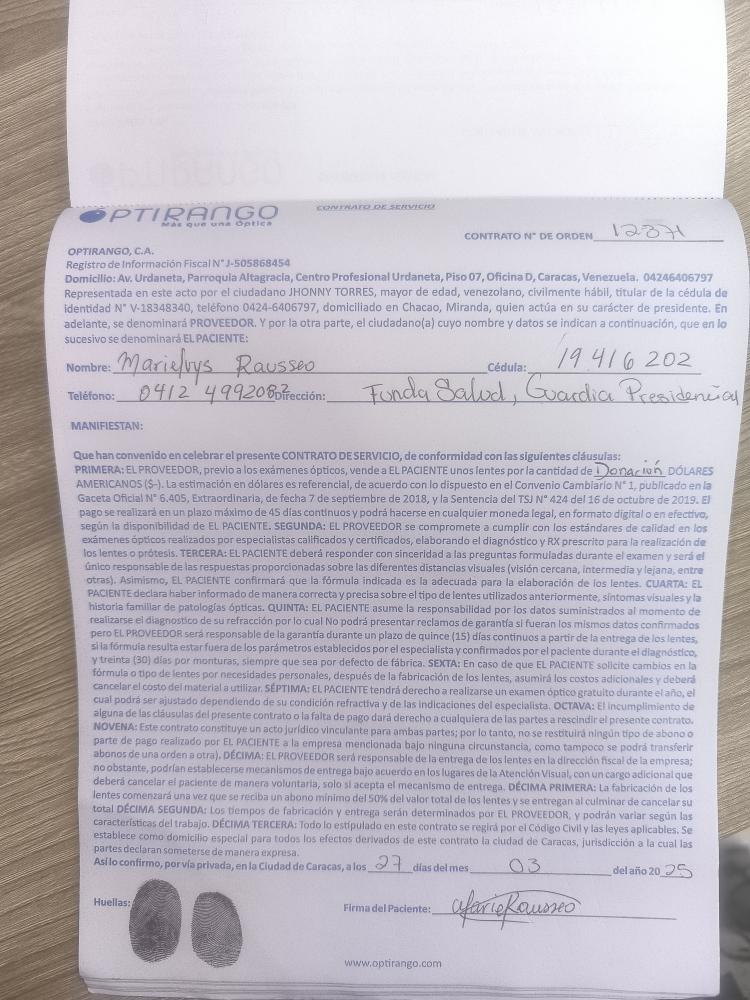 OPTIRANGO
Más que una Óptica
CONTRATO DE SERVICIO
CONTRATO N° DE ORDEN 12371
OPTIRANGO, C.A.
Registro de Información Fiscal N° J-505868454
Domicilio: Av. Urdaneta, Parroquia Altagracia, Centro Profesional Urdaneta, Piso 07, Oficina D, Caracas, Venezuela. 04246406797
Representada en este acto por el ciudadano JHONNY TORRES, mayor de edad, venezolano, civilmente hábil, titular de la cédula de
identidad N° V-18348340, teléfono 0424-6406797, domiciliado en Chacao, Miranda, quien actúa en su carácter de presidente. En
adelante, se denominará PROVEEDOR. Y por la otra parte, el ciudadano(a) cuyo nombre y datos se indican a continuación, que en lo
sucesivo se denominará EL PACIENTE:
Nombre: Marielvys Rausseo Cédula: 19.416 202
Teléfono: 0412 4992082 Dirección: Funda Salud, Guardia Presidencial
MANIFIESTAN:
Que han convenido en celebrar el presente CONTRATO DE SERVICIO, de conformidad con las siguientes cláusulas:
PRIMERA: EL PROVEEDOR, previo a los exámenes ópticos, vende a EL PACIENTE unos lentes por la cantidad de Donación DÓLARES
AMERICANOS ($-). La estimación en dólares es referencial, de acuerdo con lo dispuesto en el Convenio Cambiario N° 1, publicado en la
Gaceta Oficial N° 6.405, Extraordinaria, de fecha 7 de septiembre de 2018, y la Sentencia del TSJ N° 424 del 16 de octubre de 2019. El
pago se realizará en un plazo máximo de 45 días continuos y podrá hacerse en cualquier moneda legal, en formato digital o en efectivo,
según la disponibilidad de EL PACIENTE. SEGUNDA: EL PROVEEDOR se compromete a cumplir con los estándares de calidad en los
exámenes ópticos realizados por especialistas calificados y certificados, elaborando el diagnóstico y RX prescrito para la realización de
los lentes o prótesis. TERCERA: EL PACIENTE deberá responder con sinceridad a las preguntas formuladas durante el examen y será el
único responsable de las respuestas proporcionadas sobre las diferentes distancias visuales (visión cercana, intermedia y lejana, entre
otras). Asimismo, EL PACIENTE confirmará que la fórmula indicada es la adecuada para la elaboración de los lentes. CUARTA: EL
PACIENTE declara haber informado de manera correcta y precisa sobre el tipo de lentes utilizados anteriormente, síntomas visuales y la
historia familiar de patologías ópticas. QUINTA: EL PACIENTE asume la responsabilidad por los datos suministrados al momento de
realizarse el diagnostico de su refracción por lo cual No podrá presentar reclamos de garantía si fueran los mismos datos confirmados
pero EL PROVEEDOR será responsable de la garantía durante un plazo de quince (15) días continuos a partir de la entrega de los lentes,
si la fórmula resulta estar fuera de los parámetros establecidos por el especialista y confirmados por el paciente durante el diagnóstico,
y treinta (30) días por monturas, siempre que sea por defecto de fábrica. SEXTA: En caso de que EL PACIENTE solicite cambios en la
fórmula o tipo de lentes por necesidades personales, después de la fabricación de los lentes, asumirá los costos adicionales y deberá
cancelar el costo del material a utilizar. SÉPTIMA: EL PACIENTE tendrá derecho a realizarse un examen óptico gratuito durante el año, el
cual podrá ser ajustado dependiendo de su condición refractiva y de las indicaciones del especialista. OCTAVA: El incumplimiento de
alguna de las cláusulas del presente contrato o la falta de pago dará derecho a cualquiera de las partes a rescindir el presente contrato.
NOVENA: Este contrato constituye un acto jurídico vinculante para ambas partes; por lo tanto, no se restituirá ningún tipo de abono o
parte de pago realizado por EL PACIENTE a la empresa mencionada bajo ninguna circunstancia, como tampoco se podrá transferir
abonos de una orden a otra). DÉCIMA: EL PROVEEDOR será responsable de la entrega de los lentes en la dirección fiscal de la empresa;
no obstante, podrían establecerse mecanismos de entrega bajo acuerdo en los lugares de la Atención Visual, con un cargo adicional que
deberá cancelar el paciente de manera voluntaria, solo si acepta el mecanismo de entrega. DÉCIMA PRIMERA: La fabricación de los
lentes comenzará una vez que se reciba un abono mínimo del 50% del valor total de los lentes y se entregan al culminar de cancelar su
total DÉCIMA SEGUNDA: Los tiempos de fabricación y entrega serán determinados por EL PROVEEDOR, y podrán variar según las
características del trabajo. DÉCIMA TERCERA: Todo lo estipulado en este contrato se regirá por el Código Civil y las leyes aplicables. Se
establece como domicilio especial para todos los efectos derivados de este contrato la ciudad de Caracas, jurisdicción a la cual las
partes declaran someterse de manera expresa.
Así lo confirmo, por vía privada, en la Ciudad de Caracas, a los 27 días del mes 03 del año 2025
Huellas: Firma del Paciente: MarieRausseo
www.optirango.com